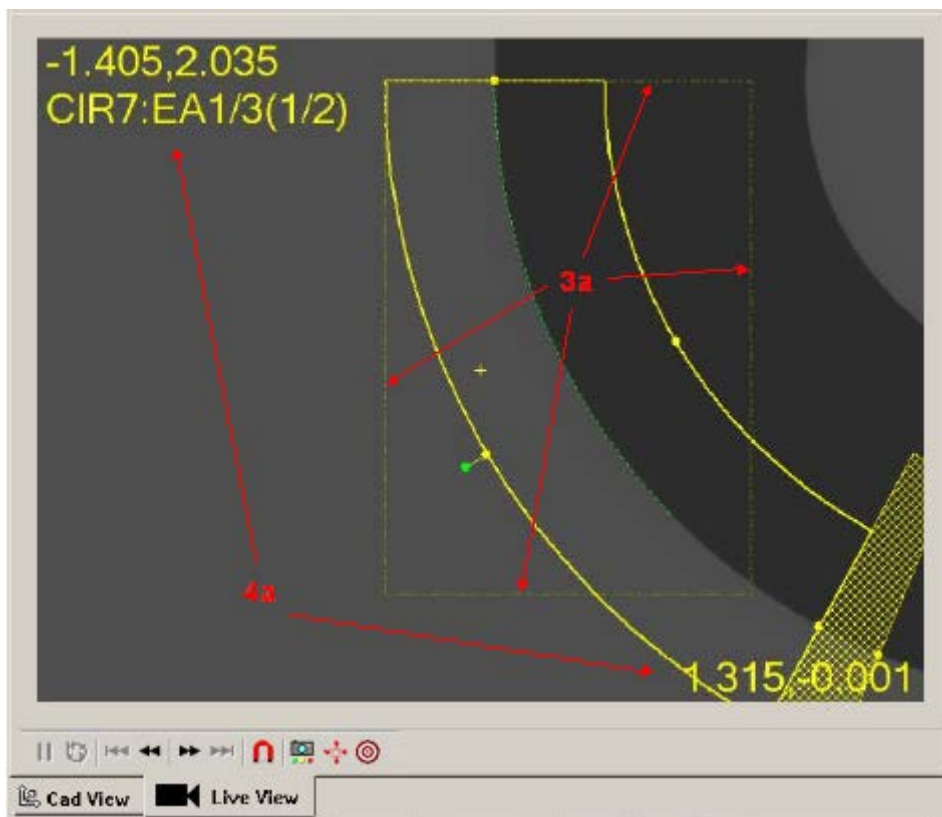 -1.405,2.035
CIR7:EA1/3(1/2)
3a
4a
1.315,-0.001
Cad View
Live View